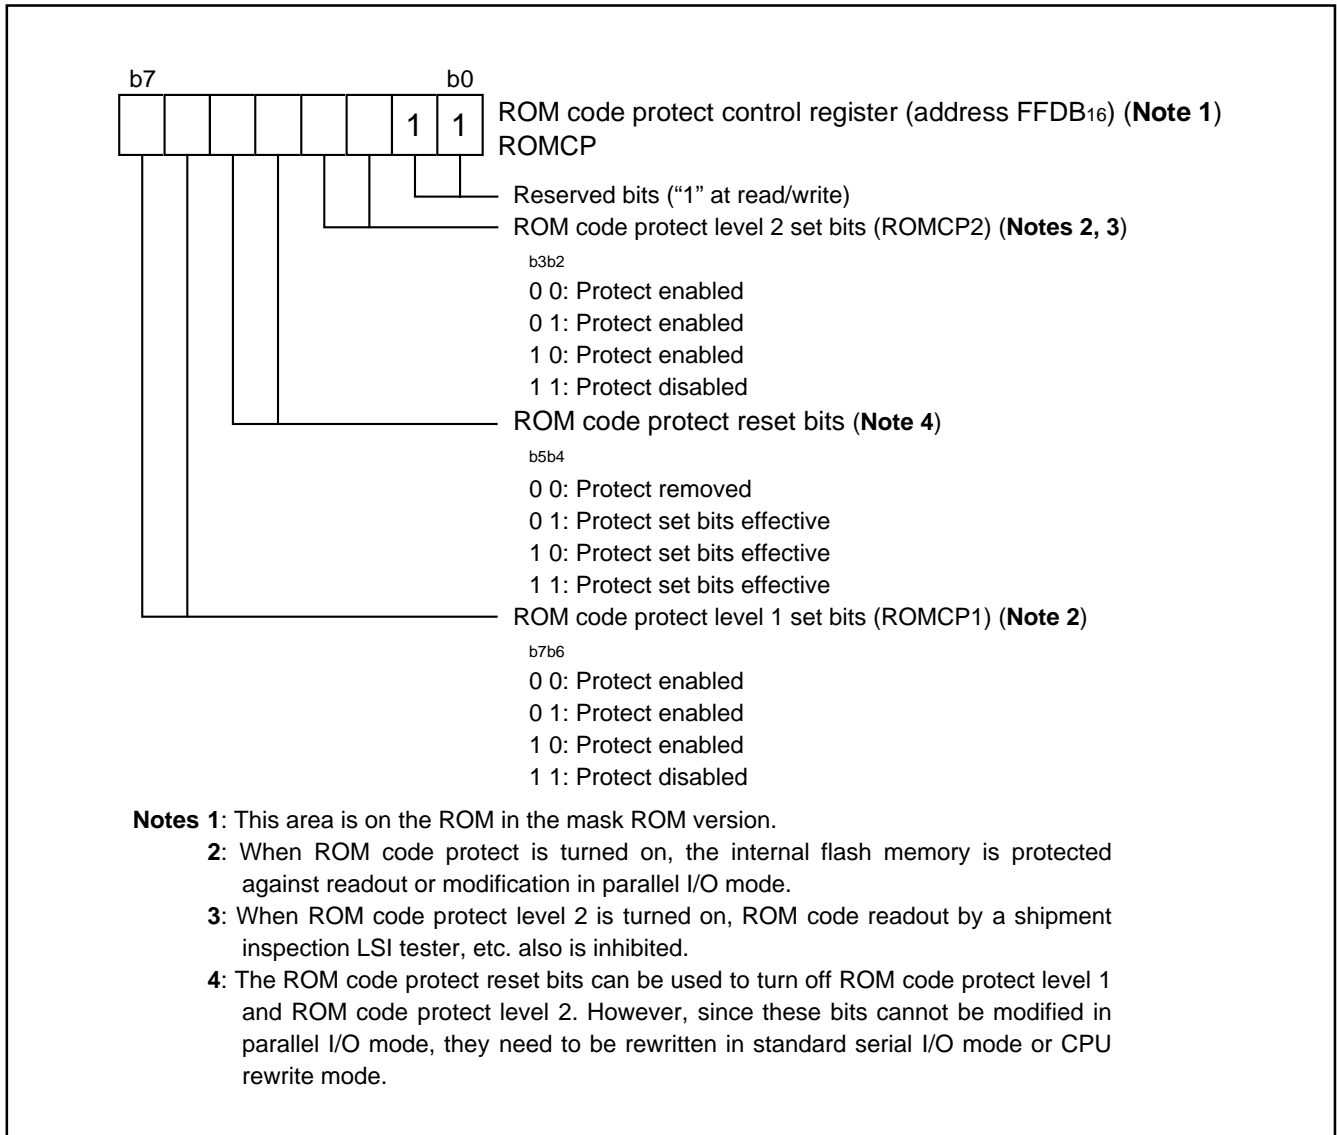 b7 b0
1 1
ROM code protect control register (address FFDB16) (Note 1)
ROMCP
Reserved bits (“1” at read/write)
ROM code protect level 2 set bits (ROMCP2) (Notes 2, 3)
b3b2
0 0: Protect enabled
0 1: Protect enabled
1 0: Protect enabled
1 1: Protect disabled
ROM code protect reset bits (Note 4)
b5b4
0 0: Protect removed
0 1: Protect set bits effective
1 0: Protect set bits effective
1 1: Protect set bits effective
ROM code protect level 1 set bits (ROMCP1) (Note 2)
b7b6
0 0: Protect enabled
0 1: Protect enabled
1 0: Protect enabled
1 1: Protect disabled
Notes 1: This area is on the ROM in the mask ROM version.
2: When ROM code protect is turned on, the internal flash memory is protected
against readout or modification in parallel I/O mode.
3: When ROM code protect level 2 is turned on, ROM code readout by a shipment
inspection LSI tester, etc. also is inhibited.
4: The ROM code protect reset bits can be used to turn off ROM code protect level 1
and ROM code protect level 2. However, since these bits cannot be modified in
parallel I/O mode, they need to be rewritten in standard serial I/O mode or CPU
rewrite mode.